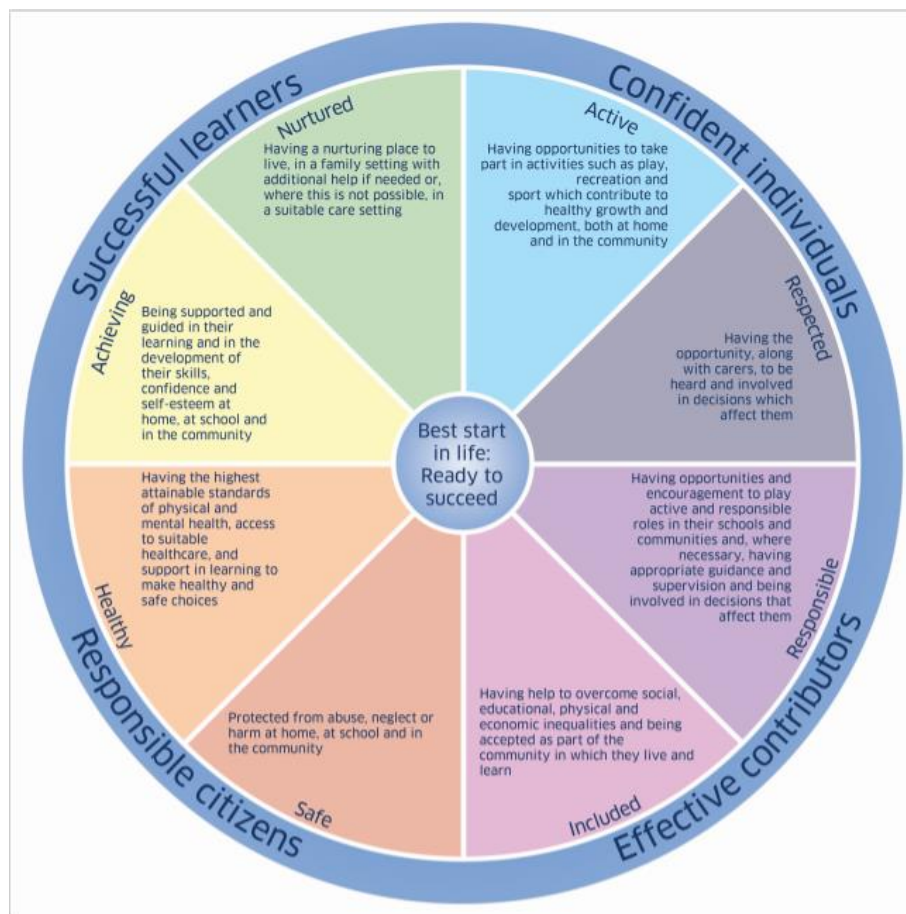 Successful learners
Confident individuals
Nurtured
Having a nurturing place to
live, in a family setting with
additional help if needed or,
where this is not possible, in
a suitable care setting
Active
Having opportunities to take
part in activities such as play,
recreation and
sport which contribute to
healthy growth and
development, both at home
and in the community
Achieving
Being supported and
guided in their
learning and in the
development of
their skills,
confidence and
self-esteem at
home, at school and
in the community
Respected
Having the
opportunity, along
with carers, to be
heard and involved
in decisions which
affect them
Best start
in life:
Ready to
succeed
Healthy
Having the highest
attainable standards
of physical and
mental health, access
to suitable
healthcare, and
support in learning to
make healthy and
safe choices
Responsible
Having opportunities and
encouragement to play
active and responsible
roles in their schools and
communities and, where
necessary, having
appropriate guidance and
supervision and being
involved in decisions that
affect them
Safe
Protected from abuse, neglect or
harm at home, at school and in
the community
Included
Having help to overcome social,
educational, physical and
economic inequalities and being
accepted as part of the
community in which they live and
learn
Responsible citizens
Effective contributors